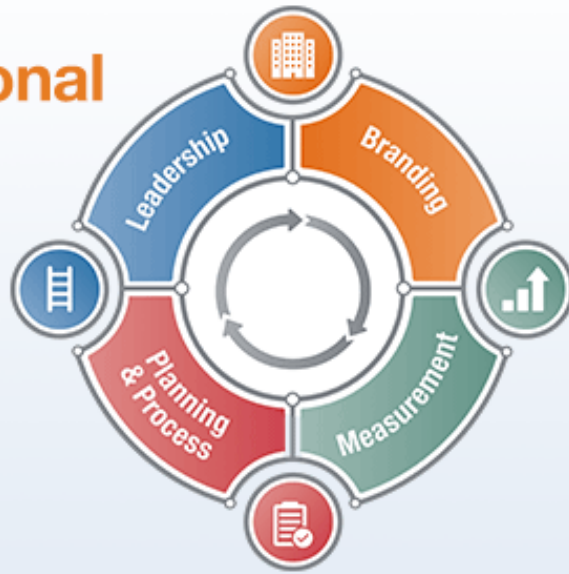 onal
Leadership
Branding
Planning
& Process
Measurement